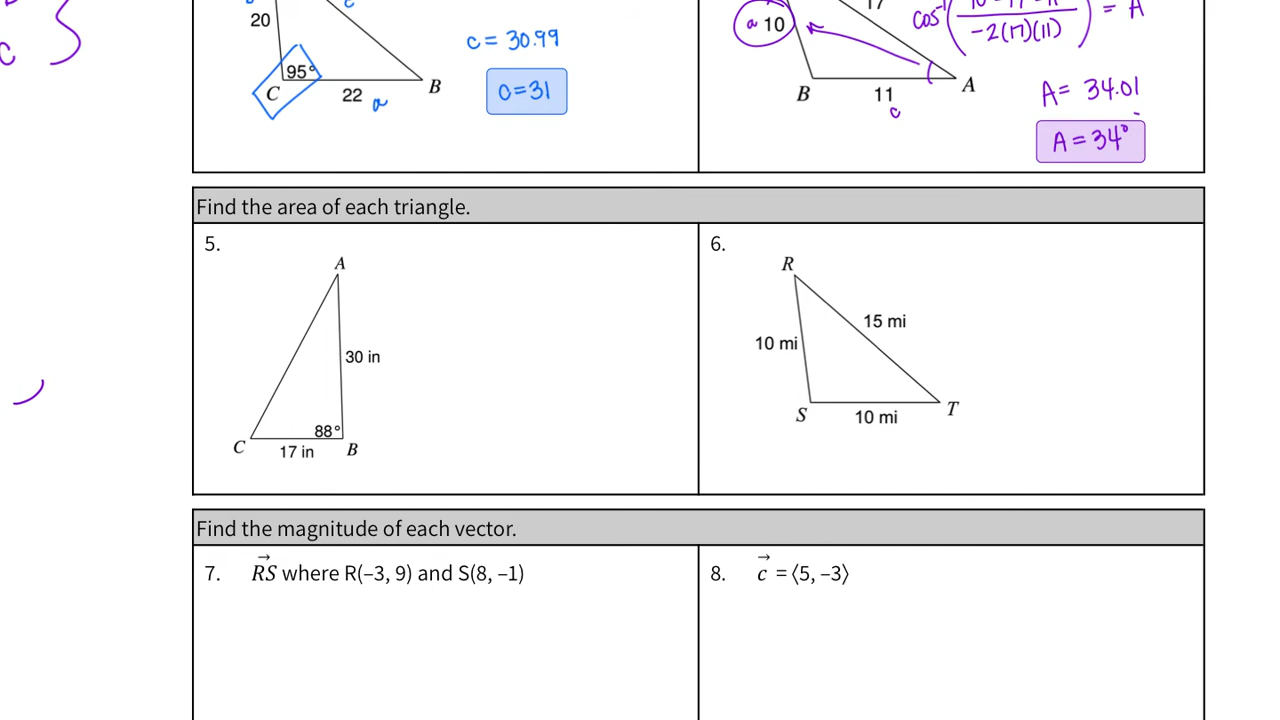 20
c
c = 30.99
95°
C
22
a
B
c=31
a 10
17
cos⁻¹
-2(17)(11)
= A
B
11
c
A
A = 34.01
A = 34°
Find the area of each triangle.
5.
A
30 in
88°
C
17 in
B
6.
R
15 mi
10 mi
S
10 mi
T
Find the magnitude of each vector.
7. RS where R(–3, 9) and S(8, –1)
8. c = ⟨5, –3⟩